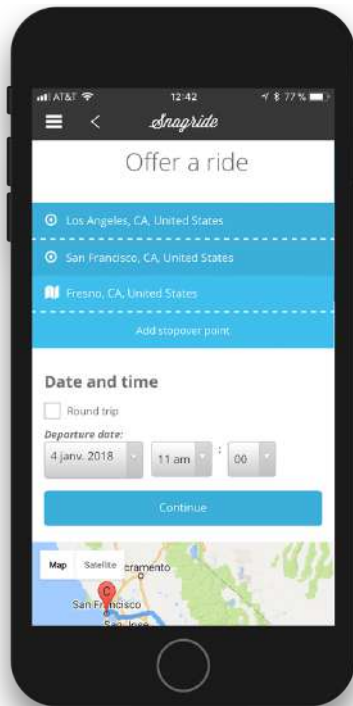 AT&T 12:42 77 %
Snagride
Offer a ride
Los Angeles, CA, United States
San Francisco, CA, United States
Fresno, CA, United States
Add stopover point
Date and time
Round trip
Departure date:
4 janv. 2018 11 am : 00
Continue
Map Satellite cramento
San Francisco
San Jose